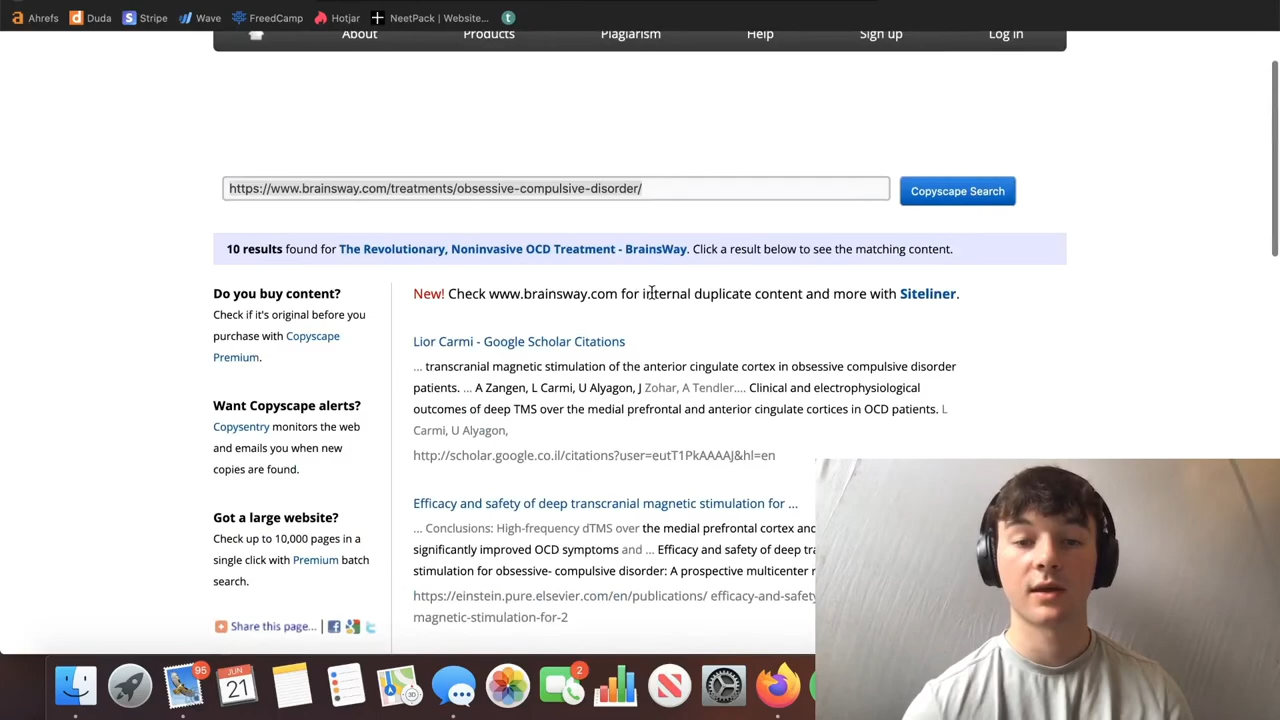 Ahrefs Duda Stripe Wave FreedCamp Hotjar NeetPack | Website...
About Products Plagiarism Help Sign up Log in
https://www.brainsway.com/treatments/obsessive-compulsive-disorder/
Copyscape Search
10 results found for The Revolutionary, Noninvasive OCD Treatment - BrainsWay. Click a result below to see the matching content.
Do you buy content?
Check if it's original before you
purchase with Copyscape
Premium.
Want Copyscape alerts?
Copysentry monitors the web
and emails you when new
copies are found.
Got a large website?
Check up to 10,000 pages in a
single click with Premium batch
search.
Share this page... |
New! Check www.brainsway.com for internal duplicate content and more with Siteliner.
Lior Carmi - Google Scholar Citations
... transcranial magnetic stimulation of the anterior cingulate cortex in obsessive compulsive disorder
patients. ... A Zangen, L Carmi, U Alyagon, J Zohar, A Tendler.... Clinical and electrophysiological
outcomes of deep TMS over the medial prefrontal and anterior cingulate cortices in OCD patients. L
Carmi, U Alyagon,
http://scholar.google.co.il/citations?user=eutT1PkAAAAJ&hl=en
Efficacy and safety of deep transcranial magnetic stimulation for ...
... Conclusions: High-frequency dTMS over the medial prefrontal cortex and
significantly improved OCD symptoms and ... Efficacy and safety of deep tra
stimulation for obsessive- compulsive disorder: A prospective multicenter
https://einstein.pure.elsevier.com/en/publications/ efficacy-and-safety
magnetic-stimulation-for-2
95
JUN
21
3D
2